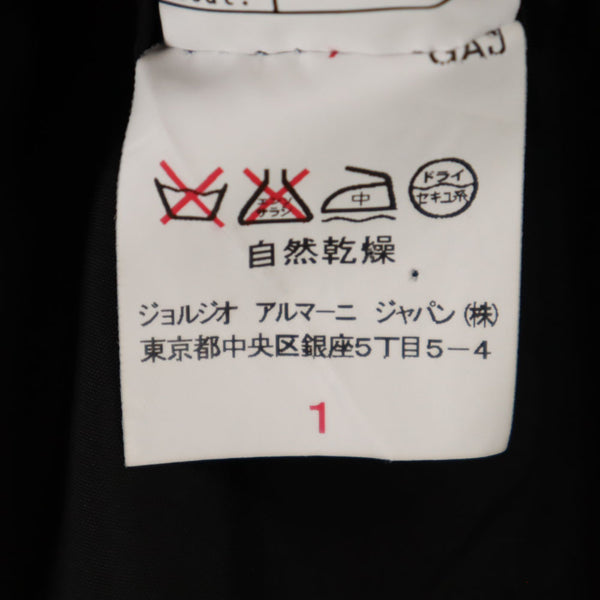 GAJ
エンソ
サラシ
中
ドライ
セキユ系
自然乾燥
ジョルジオ アルマーニ ジャパン(株)
東京都中央区銀座5丁目5-4
1